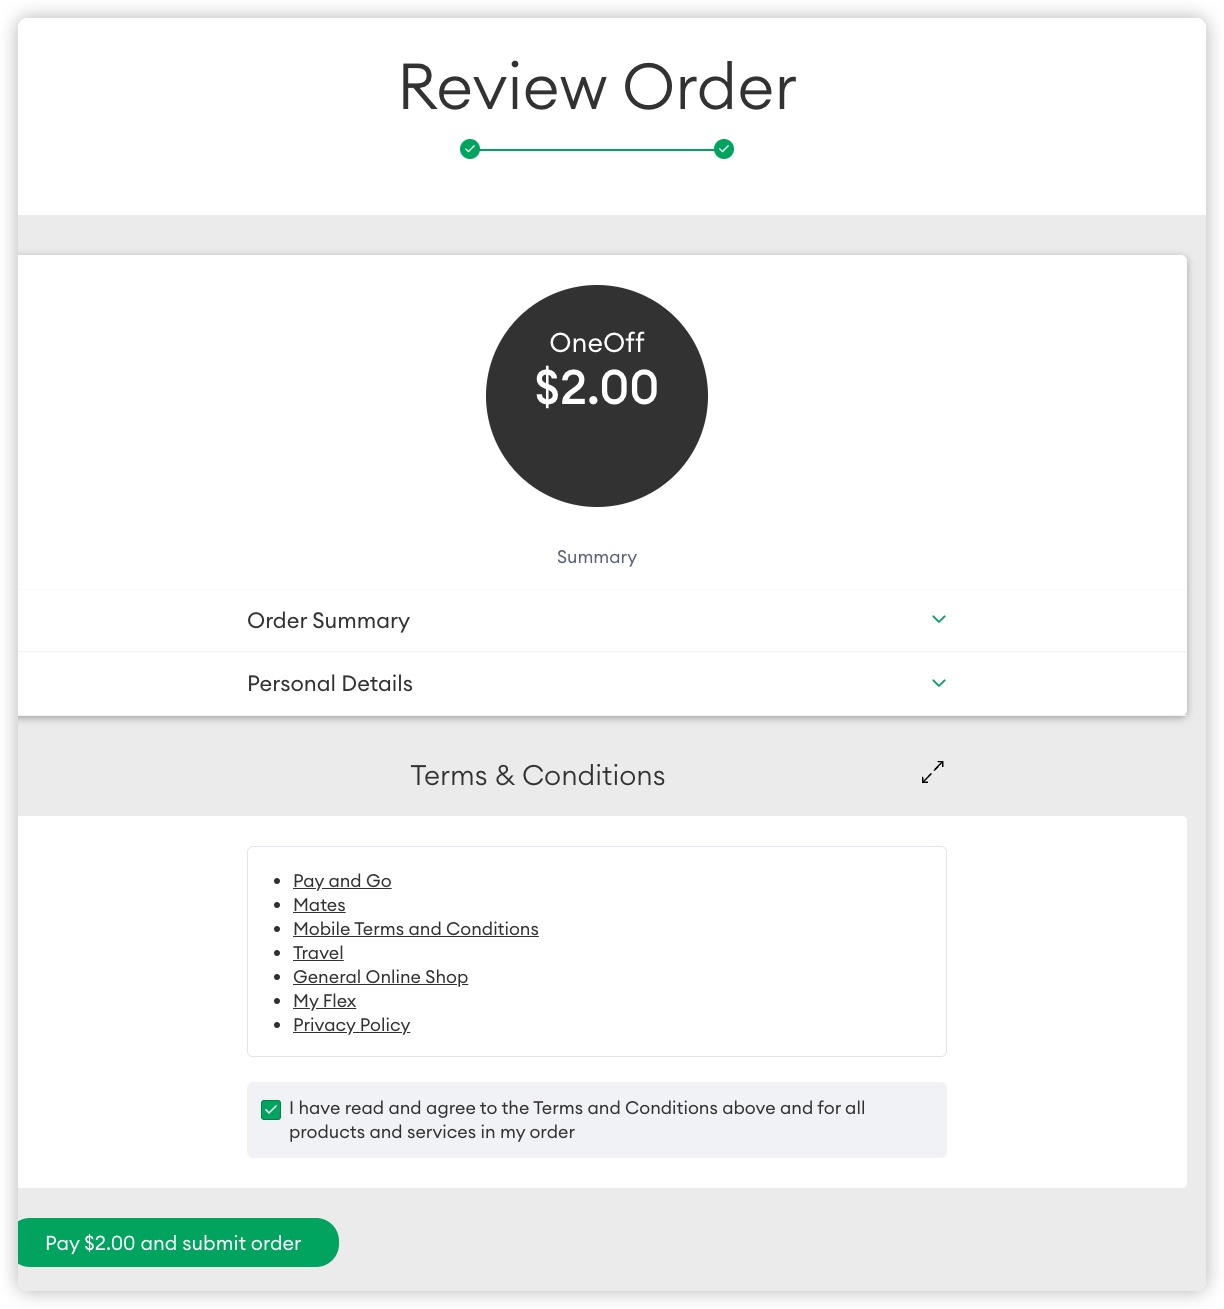 Review Order
OneOff
$2.00
Summary
Order Summary
Personal Details
Terms & Conditions
Pay and Go
Mates
Mobile Terms and Conditions
Travel
General Online Shop
My Flex
Privacy Policy
I have read and agree to the Terms and Conditions above and for all
products and services in my order
Pay $2.00 and submit order